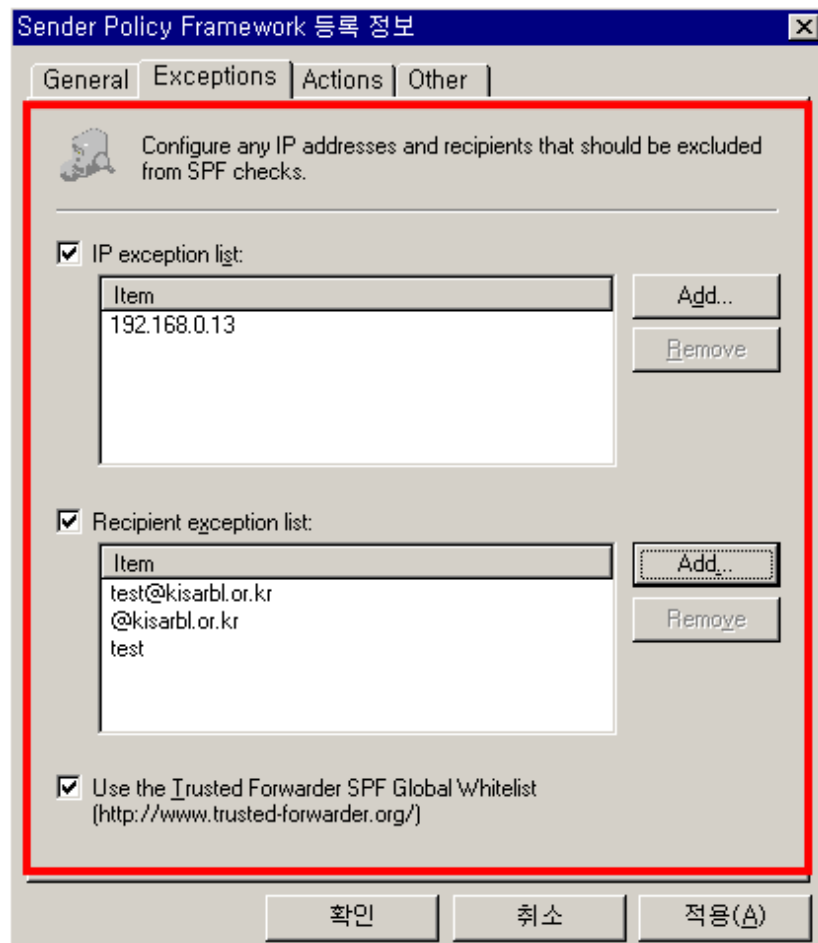 Sender Policy Framework 등록 정보
General Exceptions Actions Other
Configure any IP addresses and recipients that should be excluded
from SPF checks.
IP exception list:
Item
Add...
192.168.0.13
Remove
Recipient exception list:
Item
Add...
test@kisarbl.or.kr
@kisarbl.or.kr
Remove
test
Use the Trusted Forwarder SPF Global Whitelist
(http://www.trusted-forwarder.org/)
확인 취소 적용(A)